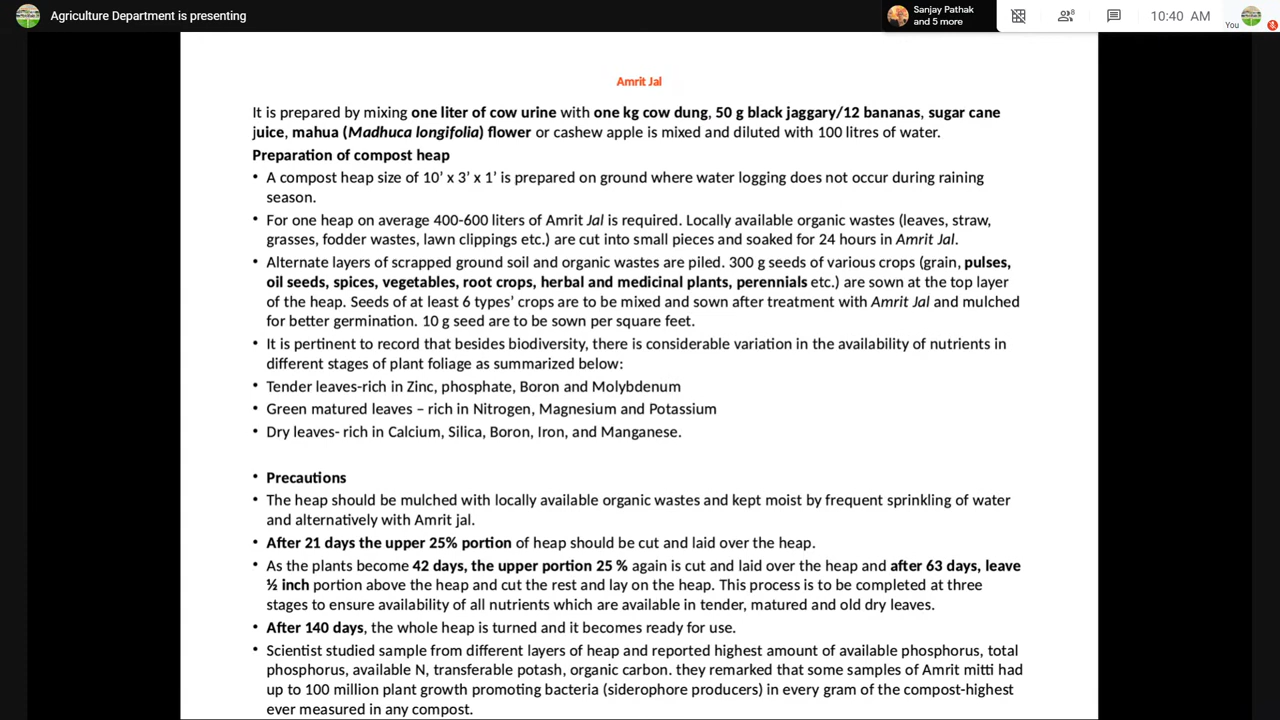 Agriculture Department is presenting
Sanjay Pathak
and 5 more
8
10:40 AM
You
Amrit Jal
It is prepared by mixing one liter of cow urine with one kg cow dung, 50 g black jaggary/12 bananas, sugar cane
juice, mahua (Madhuca longifolia) flower or cashew apple is mixed and diluted with 100 litres of water.
Preparation of compost heap
• A compost heap size of 10’ x 3’ x 1’ is prepared on ground where water logging does not occur during raining
season.
• For one heap on average 400-600 liters of Amrit Jal is required. Locally available organic wastes (leaves, straw,
grasses, fodder wastes, lawn clippings etc.) are cut into small pieces and soaked for 24 hours in Amrit Jal.
• Alternate layers of scrapped ground soil and organic wastes are piled. 300 g seeds of various crops (grain, pulses,
oil seeds, spices, vegetables, root crops, herbal and medicinal plants, perennials etc.) are sown at the top layer
of the heap. Seeds of at least 6 types’ crops are to be mixed and sown after treatment with Amrit Jal and mulched
for better germination. 10 g seed are to be sown per square feet.
• It is pertinent to record that besides biodiversity, there is considerable variation in the availability of nutrients in
different stages of plant foliage as summarized below:
• Tender leaves-rich in Zinc, phosphate, Boron and Molybdenum
• Green matured leaves – rich in Nitrogen, Magnesium and Potassium
• Dry leaves- rich in Calcium, Silica, Boron, Iron, and Manganese.
• Precautions
• The heap should be mulched with locally available organic wastes and kept moist by frequent sprinkling of water
and alternatively with Amrit jal.
• After 21 days the upper 25% portion of heap should be cut and laid over the heap.
• As the plants become 42 days, the upper portion 25 % again is cut and laid over the heap and after 63 days, leave
½ inch portion above the heap and cut the rest and lay on the heap. This process is to be completed at three
stages to ensure availability of all nutrients which are available in tender, matured and old dry leaves.
• After 140 days, the whole heap is turned and it becomes ready for use.
• Scientist studied sample from different layers of heap and reported highest amount of available phosphorus, total
phosphorus, available N, transferable potash, organic carbon. they remarked that some samples of Amrit mitti had
up to 100 million plant growth promoting bacteria (siderophore producers) in every gram of the compost-highest
ever measured in any compost.